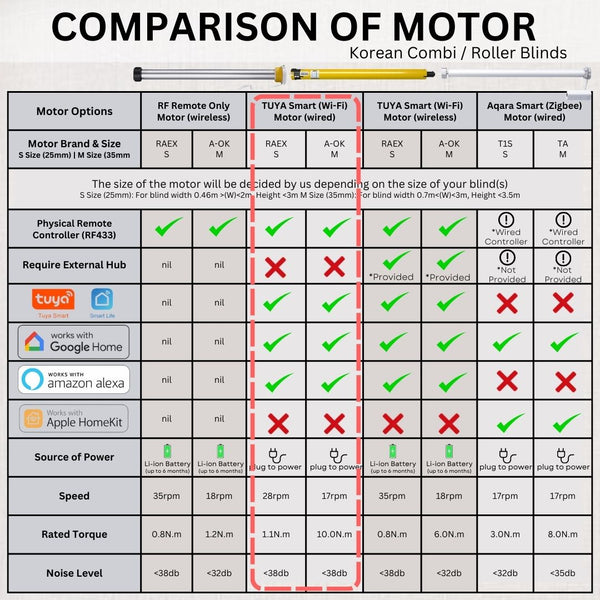 COMPARISON OF MOTOR
Korean Combi / Roller Blinds
Motor Options
RF Remote Only
Motor (wireless)
TUYA Smart (Wi-Fi)
Motor (wired)
TUYA Smart (Wi-Fi)
Motor (wireless)
Aqara Smart (Zigbee)
Motor (wired)
Motor Brand & Size
S Size (25mm) | M Size (35mm
RAEX
S
A-OK
M
RAEX
S
A-OK
M
RAEX
S
A-OK
M
T1S
S
TA
M
The size of the motor will be decided by us depending on the size of your blind(s)
S Size (25mm): For blind width 0.46m >(W)<2m, Height <3m M Size (35mm): For blind width 0.7m<(W)<3m, Height <3.5m
Physical Remote
Controller (RF433)
*Wired
Controller
*Wired
Controller
Require External Hub
nil
nil
*Provided
*Provided
*Not
Provided
*Not
Provided
tuya
Tuya Smart
Smart Life
nil
nil
works with
Google Home
nil
nil
WORKS WITH
amazon alexa
nil
nil
Works with
Apple HomeKit
nil
nil
Source of Power
Li-ion Battery
(up to 6 months)
Li-ion Battery
(up to 6 months)
plug to power
plug to power
Li-ion Battery
(up to 6 months)
Li-ion Battery
(up to 6 months)
plug to power
plug to power
Speed
35rpm
18rpm
28rpm
17rpm
35rpm
18rpm
17rpm
17rpm
Rated Torque
0.8N.m
1.2N.m
1.1N.m
10.0N.m
0.8N.m
6.0N.m
3.0N.m
8.0N.m
Noise Level
<38db
<32db
<38db
<38db
<38db
<32db
<32db
<35db